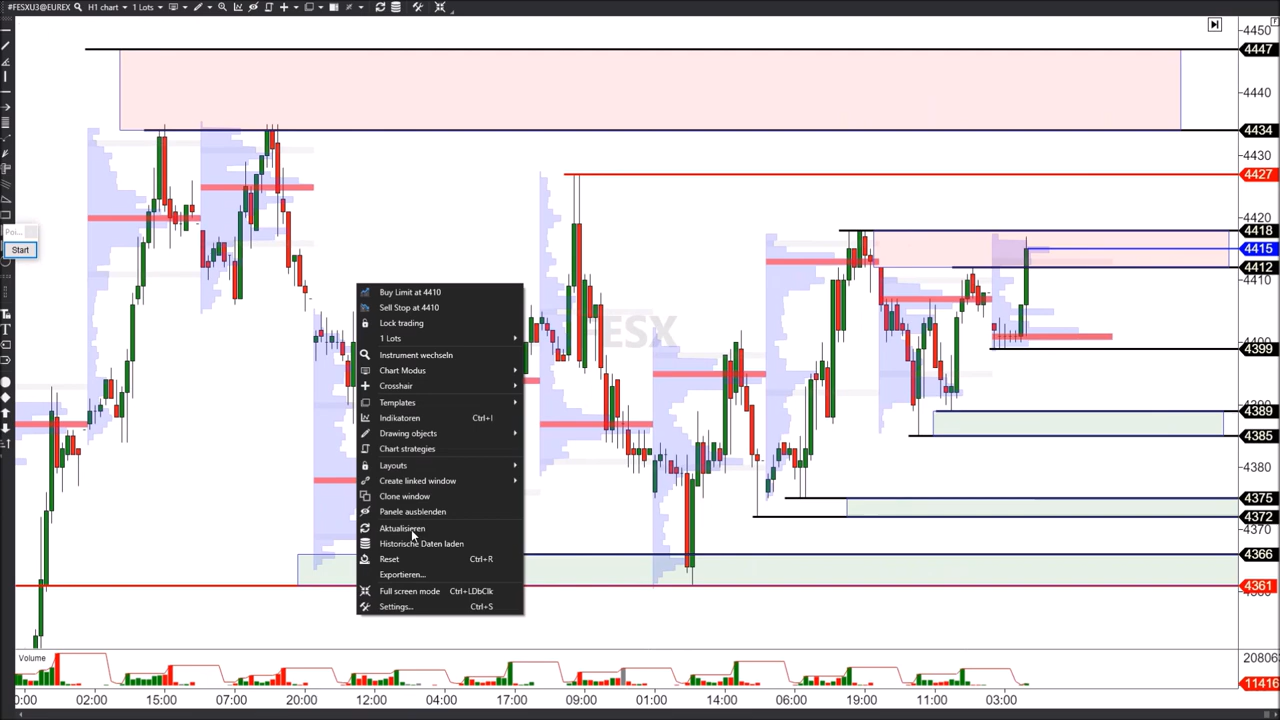 #FESXU3@EUREX
H1 chart
1 Lots
4450
4447
4440
4434
4430
4427
4420
4418
4415
4412
4410
4399
4389
4385
4380
4375
4372
4370
4366
4361
Start
FESX
Buy Limit at 4410
Sell Stop at 4410
Lock trading
1 Lots
Instrument wechseln
Chart Modus
Crosshair
Templates
Indikatoren Ctrl+I
Drawing objects
Chart strategies
Layouts
Create linked window
Clone window
Panele ausblenden
Aktualisieren
Historische Daten laden
Reset Ctrl+R
Exportieren...
Full screen mode Ctrl+LDbClk
Settings... Ctrl+S
Volume
20806
11416
0:00 02:00 15:00 07:00 20:00 12:00 04:00 17:00 09:00 01:00 14:00 06:00 11:00 03:00